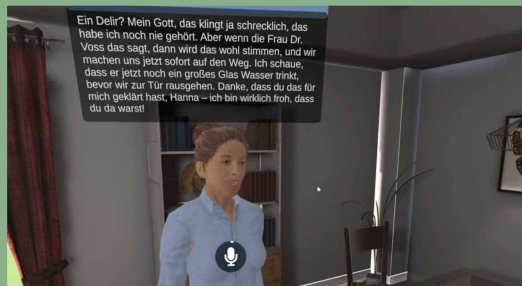 Ein Delir? Mein Gott, das klingt ja schrecklich, das
habe ich noch nie gehört. Aber wenn die Frau Dr.
Voss das sagt, dann wird das wohl stimmen, und wir
machen uns jetzt sofort auf den Weg. Ich schaue,
dass er jetzt noch ein großes Glas Wasser trinkt,
bevor wir zur Tür rausgehen. Danke, dass du das für
mich geklärt hast, Hanna – ich bin wirklich froh, dass
du da warst!